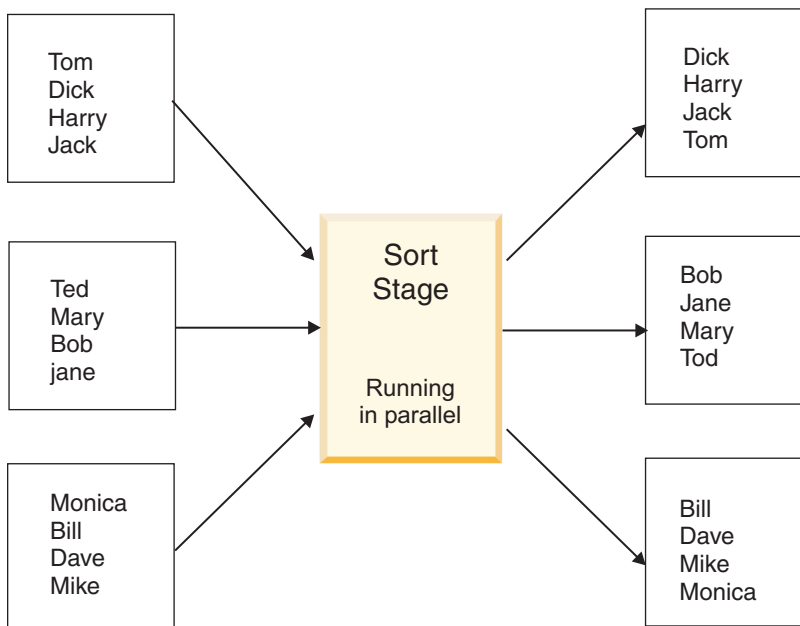 Tom
Dick
Harry
Jack
Ted
Mary
Bob
jane
Monica
Bill
Dave
Mike
Sort
Stage
Running
in parallel
Dick
Harry
Jack
Tom
Bob
Jane
Mary
Tod
Bill
Dave
Mike
Monica